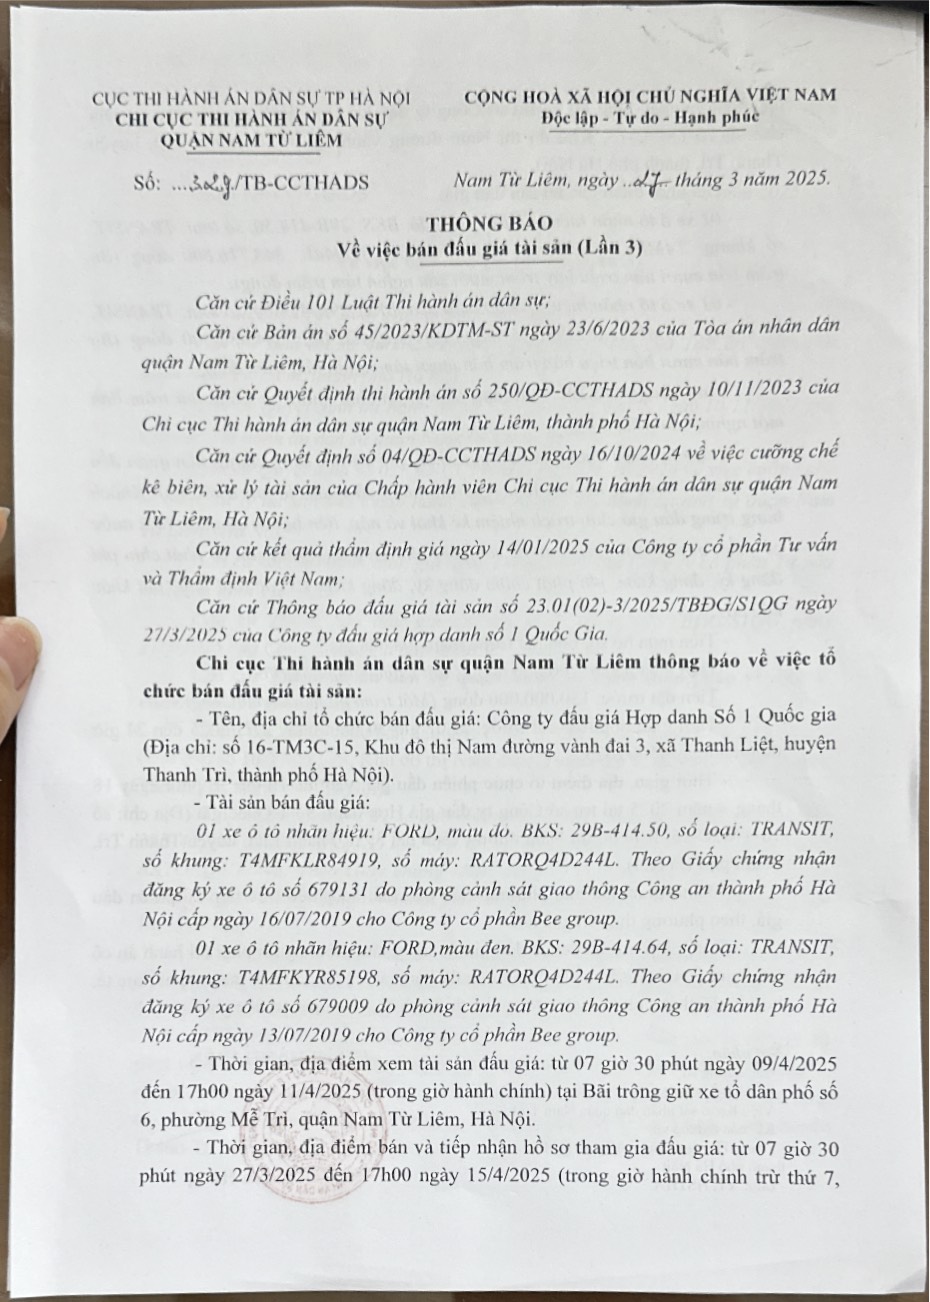 CỤC THI HÀNH ÁN DÂN SỰ TP HÀ NỘI
CHI CỤC THI HÀNH ÁN DÂN SỰ
QUẬN NAM TỪ LIÊM
CỘNG HOÀ XÃ HỘI CHỦ NGHĨA VIỆT NAM
Độc lập - Tự do - Hạnh phúc
Số: .../TB-CCTHADS
Nam Từ Liêm, ngày ..27.. tháng 3 năm 2025.
THÔNG BÁO
Về việc bán đấu giá tài sản (Lần 3)
Căn cứ Điều 101 Luật Thi hành án dân sự;
Căn cứ Bản án số 45/2023/KDTM-ST ngày 23/6/2023 của Tòa án nhân dân
quận Nam Từ Liêm, Hà Nội;
Căn cứ Quyết định thi hành án số 250/QĐ-CCTHADS ngày 10/11/2023 của
Chi cục Thi hành án dân sự quận Nam Từ Liêm, thành phố Hà Nội;
Căn cứ Quyết định số 04/QĐ-CCTHADS ngày 16/10/2024 về việc cưỡng chế
kê biên, xử lý tài sản của Chấp hành viên Chi cục Thi hành án dân sự quận Nam
Từ Liêm, Hà Nội;
Căn cứ kết quả thẩm định giá ngày 14/01/2025 của Công ty cổ phần Tư vấn
và Thẩm định Việt Nam;
Căn cứ Thông báo đấu giá tài sản số 23.01(02)-3/2025/TBĐG/S1QG ngày
27/3/2025 của Công ty đấu giá hợp danh số 1 Quốc Gia.
Chi cục Thi hành án dân sự quận Nam Từ Liêm thông báo về việc tổ
chức bán đấu giá tài sản:
- Tên, địa chỉ tổ chức bán đấu giá: Công ty đấu giá Hợp danh Số 1 Quốc gia
(Địa chỉ: số 16-TM3C-15, Khu đô thị Nam đường vành đai 3, xã Thanh Liệt, huyện
Thanh Trì, thành phố Hà Nội).
- Tài sản bán đấu giá:
01 xe ô tô nhãn hiệu: FORD, màu do. BKS: 29B-414.50, số loại: TRANSIT,
số khung: T4MFKLR84919, số máy: RATORQ4D244L. Theo Giấy chứng nhận
đăng ký xe ô tô số 679131 do phòng cảnh sát giao thông Công an thành phố Hà
Nội cấp ngày 16/07/2019 cho Công ty cổ phần Bee group.
01 xe ô tô nhãn hiệu: FORD,màu đen. BKS: 29B-414.64, số loại: TRANSIT,
số khung: T4MFKYR85198, số máy: RATORQ4D244L. Theo Giấy chứng nhận
đăng ký xe ô tô số 679009 do phòng cảnh sát giao thông Công an thành phố Hà
Nội cấp ngày 13/07/2019 cho Công ty cổ phần Bee group.
- Thời gian, địa điểm xem tài sản đấu giá: từ 07 giờ 30 phút ngày 09/4/2025
đến 17h00 ngày 11/4/2025 (trong giờ hành chính) tại Bãi trông giữ xe tổ dân phố số
6, phường Mễ Trì, quận Nam Từ Liêm, Hà Nội.
- Thời gian, địa điểm bán và tiếp nhận hồ sơ tham gia đấu giá: từ 07 giờ 30
phút ngày 27/3/2025 đến 17h00 ngày 15/4/2025 (trong giờ hành chính trừ thứ 7,